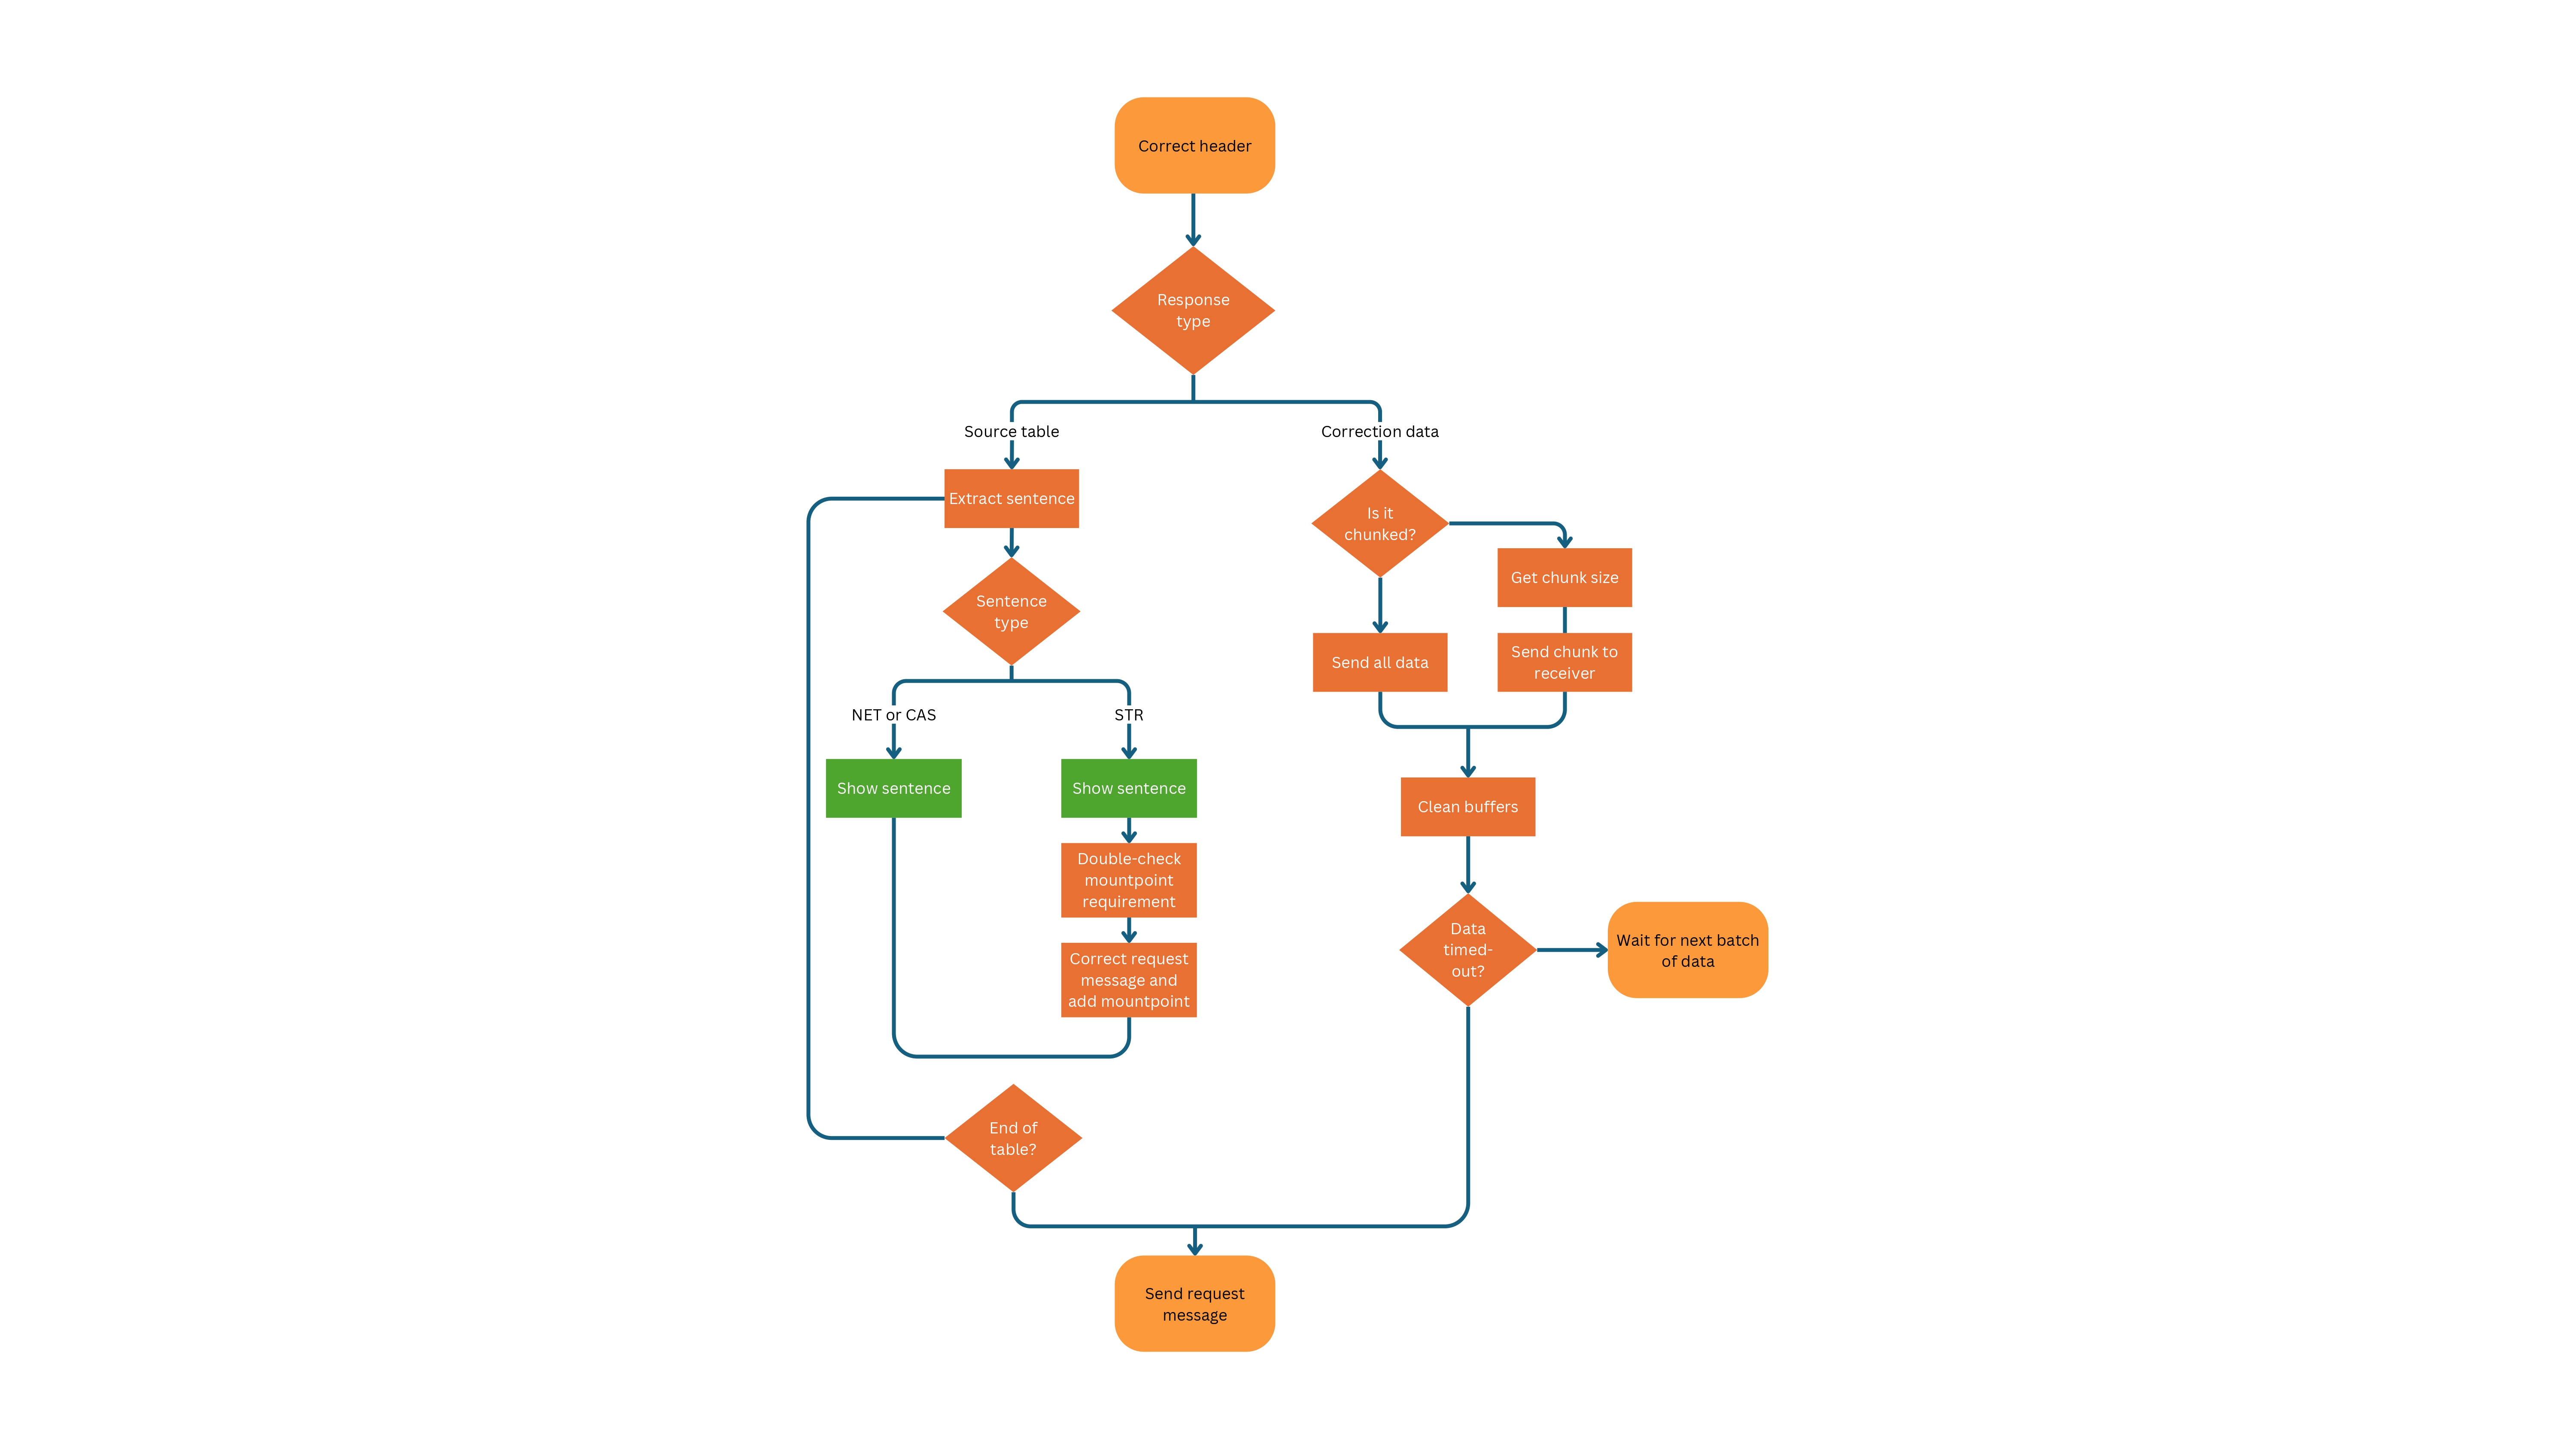 Correct header
Response
type
Source table
Correction data
Extract sentence
Is it
chunked?
Get chunk size
Sentence
type
Send all data
Send chunk to
receiver
NET or CAS
STR
Show sentence
Show sentence
Clean buffers
Double-check
mountpoint
requirement
Data
timed-
out?
Wait for next batch
of data
Correct request
message and
add mountpoint
End of
table?
Send request
message